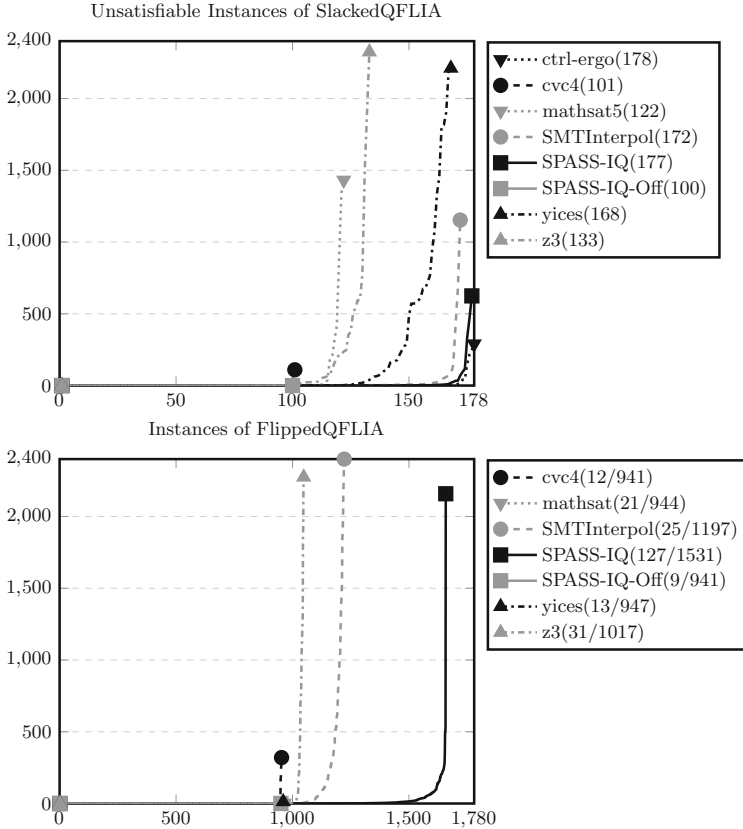 Unsatisfiable Instances of SlackedQFLIA
2,400
2,000
1,500
1,000
500
0
0 50 100 150 178
ctrl-ergo(178)
cvc4(101)
mathsat5(122)
SMTInterpol(172)
SPASS-IQ(177)
SPASS-IQ-Off(100)
yices(168)
z3(133)
Instances of FlippedQFLIA
2,400
2,000
1,500
1,000
500
0
0 500 1,000 1,500 1,780
cvc4(12/941)
mathsat(21/944)
SMTInterpol(25/1197)
SPASS-IQ(127/1531)
SPASS-IQ-Off(9/941)
yices(13/947)
z3(31/1017)